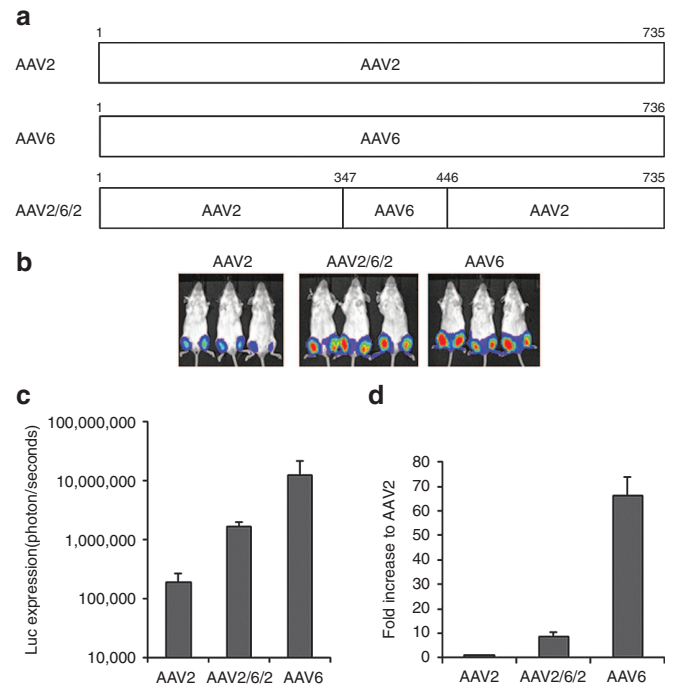 a
1 735
AAV2 AAV2
1 736
AAV6 AAV6
1 347 446 735
AAV2/6/2 AAV2 AAV6 AAV2
b
AAV2 AAV2/6/2 AAV6
c
Luc expression(photon/seconds)
100,000,000
10,000,000
1,000,000
100,000
10,000
AAV2 AAV2/6/2 AAV6
d
Fold increase to AAV2
80
70
60
50
40
30
20
10
0
AAV2 AAV2/6/2 AAV6